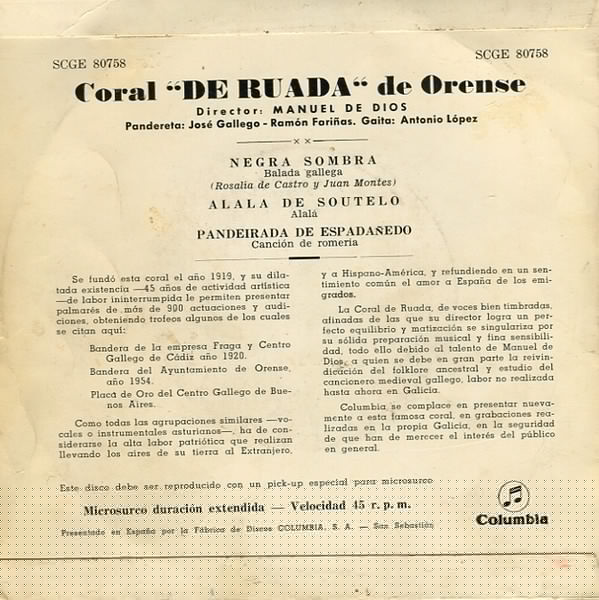 SCGE 80758
SCGE 80758
Coral “DE RUADA“ de Orense
Director: MANUEL DE DIOS
Pandereta: José Gallego - Ramón Fariñas. Gaita: Antonio López
NEGRA SOMBRA
Balada gallega
(Rosalia de Castro y Juan Montes)
ALALA DE SOUTELO
Alalá
PANDEIRADA DE ESPADAÑEDO
Canción de romería
Se fundó esta coral el año 1919, y su dila-
tada existencia —45 años de actividad artística
—de labor ininterrumpida le permiten presentar
palmarés de más de 900 actuaciones y audi-
ciones, obteniendo trofeos algunos de los cuales
se citan aquí:
Bandera de la empresa Fraga y Centro
Gallego de Cádiz año 1920.
Bandera del Ayuntamiento de Orense,
año 1954.
Placa de Oro del Centro Gallego de Bue-
nos Aires.
Como todas las agrupaciones similares —vo-
cales o instrumentales asturianos—, ha de con-
siderarse la alta labor patriótica que realizan
llevando los aires de su tierra al Extranjero,
y a Hispano-América, y refundiendo en un sen-
timiento común el amor a España de los emi-
grados.
La Coral de Ruada, de voces bien timbradas,
afinadas de las que su director logra un per-
fecto equilibrio y matización se singulariza por
su sólida preparación musical y fina sensibili-
dad, todo ello debido al talento de Manuel de
Dios, a quien se debe en gran parte la reivin-
dicación del folklore ancestral y estudio del
cancionero medieval gallego, labor no realizada
hasta ahora en Galicia.
Columbia, se complace en presentar nueva-
mente a esta famosa coral, en grabaciones rea-
lizadas en la propia Galicia, en la seguridad
de que han de merecer el interés del público
en general.
Este disco debe ser reproducido con un pick-up especial para microsurco
Microsurco duración extendida — Velocidad 45 r. p. m.
Presentado en España por la Fábrica de Discos COLUMBIA, S. A. — San Sebastián
Columbia